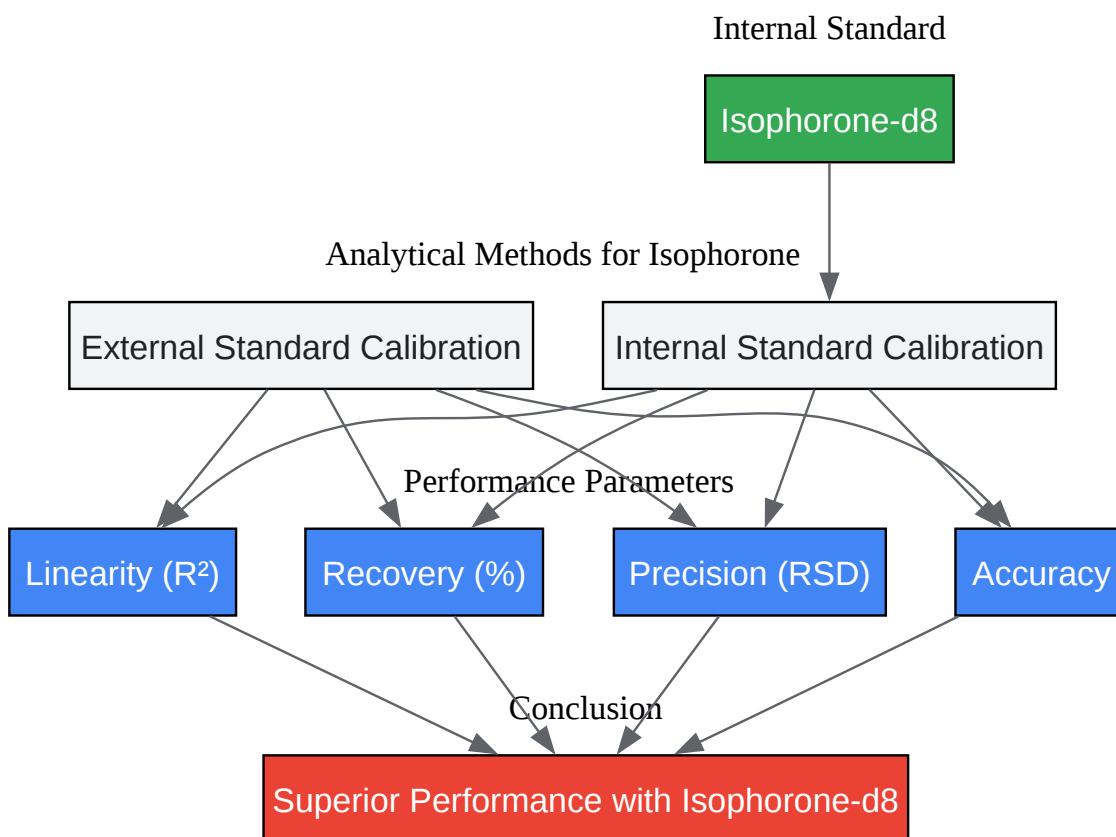 Internal Standard
Isophorone-d8
Analytical Methods for Isophorone
External Standard Calibration
Internal Standard Calibration
Performance Parameters
Linearity (R²)
Recovery (%)
Precision (RSD)
Accuracy
Conclusion
Superior Performance with Isophorone-d8